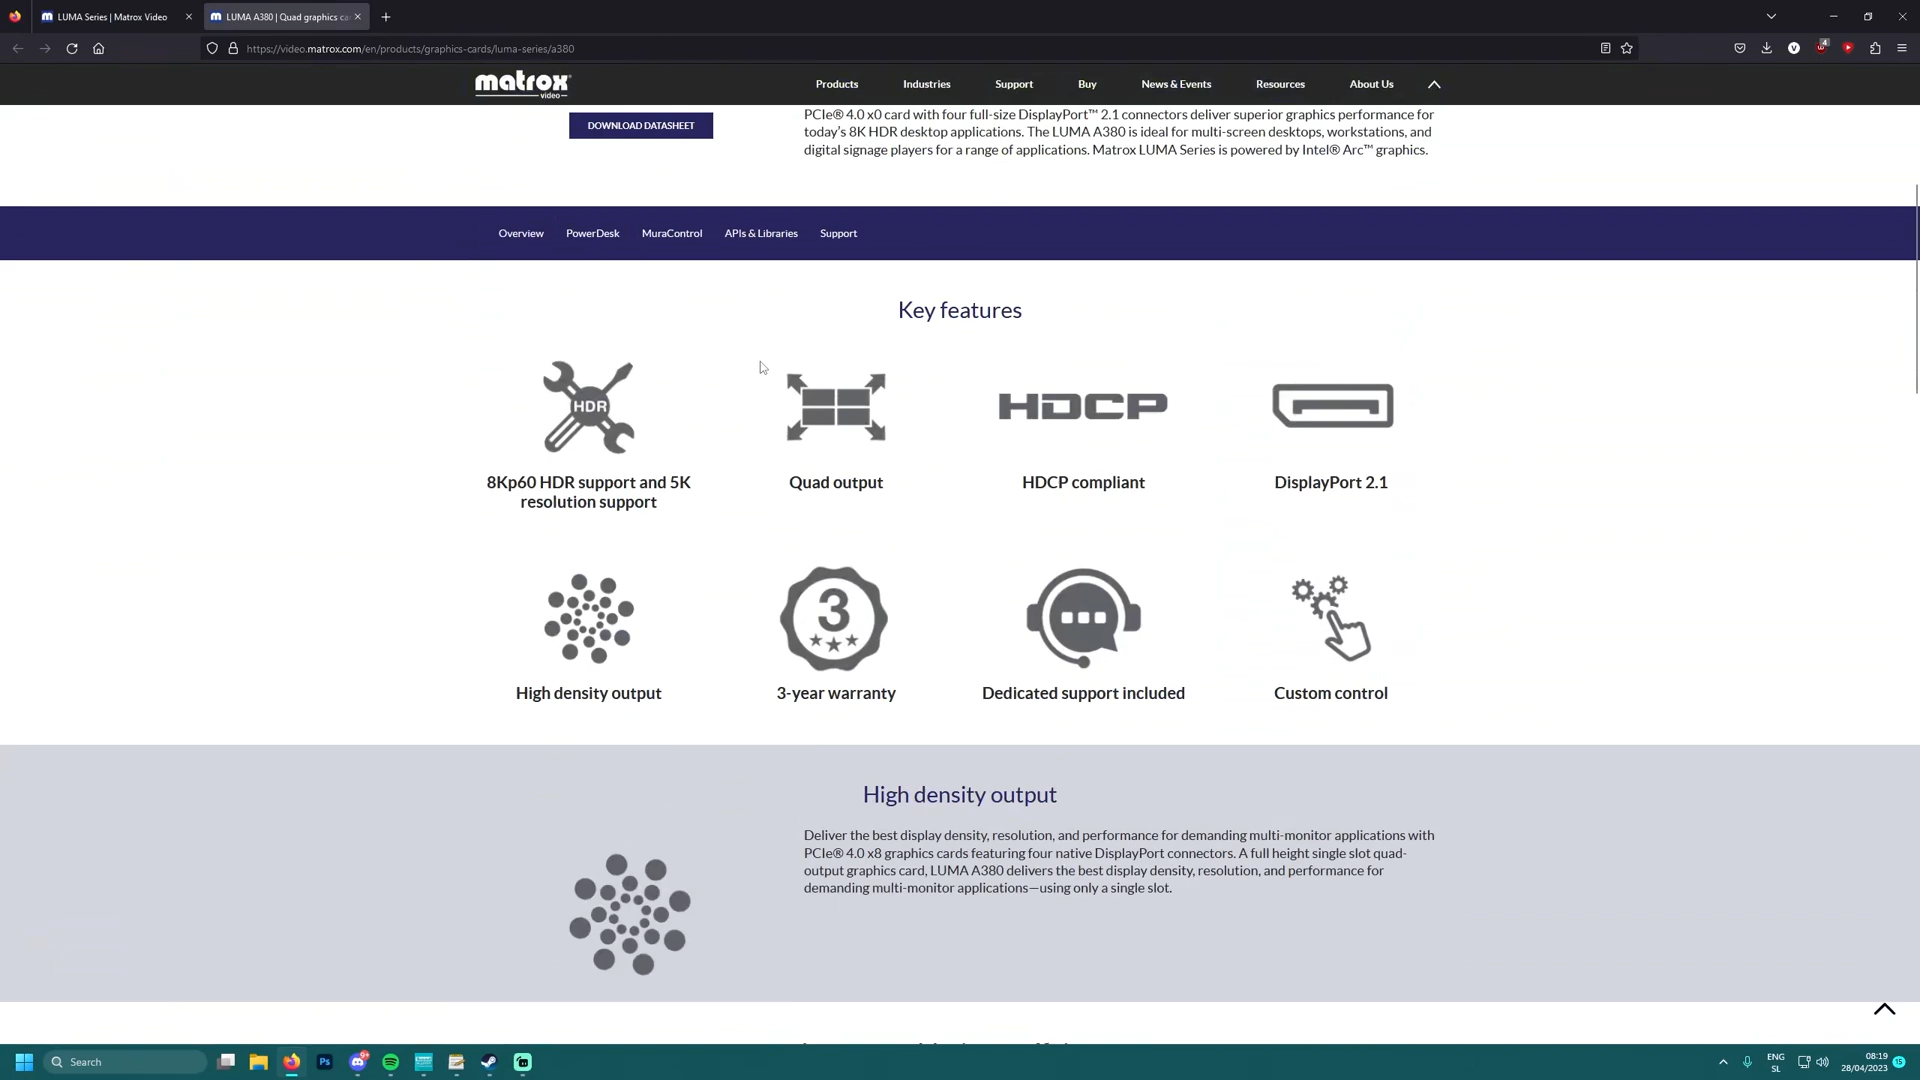 LUMA Series | Matrox Video
LUMA A380 | Quad graphics ca
https://video.matrox.com/en/products/graphics-cards/luma-series/a380
4
matrox
video
Products Industries Support Buy News & Events Resources About Us
DOWNLOAD DATASHEET
PCIe® 4.0 x0 card with four full-size DisplayPort™ 2.1 connectors deliver superior graphics performance for
today's 8K HDR desktop applications. The LUMA A380 is ideal for multi-screen desktops, workstations, and
digital signage players for a range of applications. Matrox LUMA Series is powered by Intel® Arc™ graphics.
Overview PowerDesk MuraControl APIs & Libraries Support
Key features
HDR
HDCP
8Kp60 HDR support and 5K
resolution support
Quad output
HDCP compliant
DisplayPort 2.1
3
High density output
3-year warranty
Dedicated support included
Custom control
High density output
Deliver the best display density, resolution, and performance for demanding multi-monitor applications with
PCIe® 4.0 x8 graphics cards featuring four native DisplayPort connectors. A full height single slot quad-
output graphics card, LUMA A380 delivers the best display density, resolution, and performance for
demanding multi-monitor applications—using only a single slot.
Search
Ps
ENG
SL
08:19
28/04/2023
15